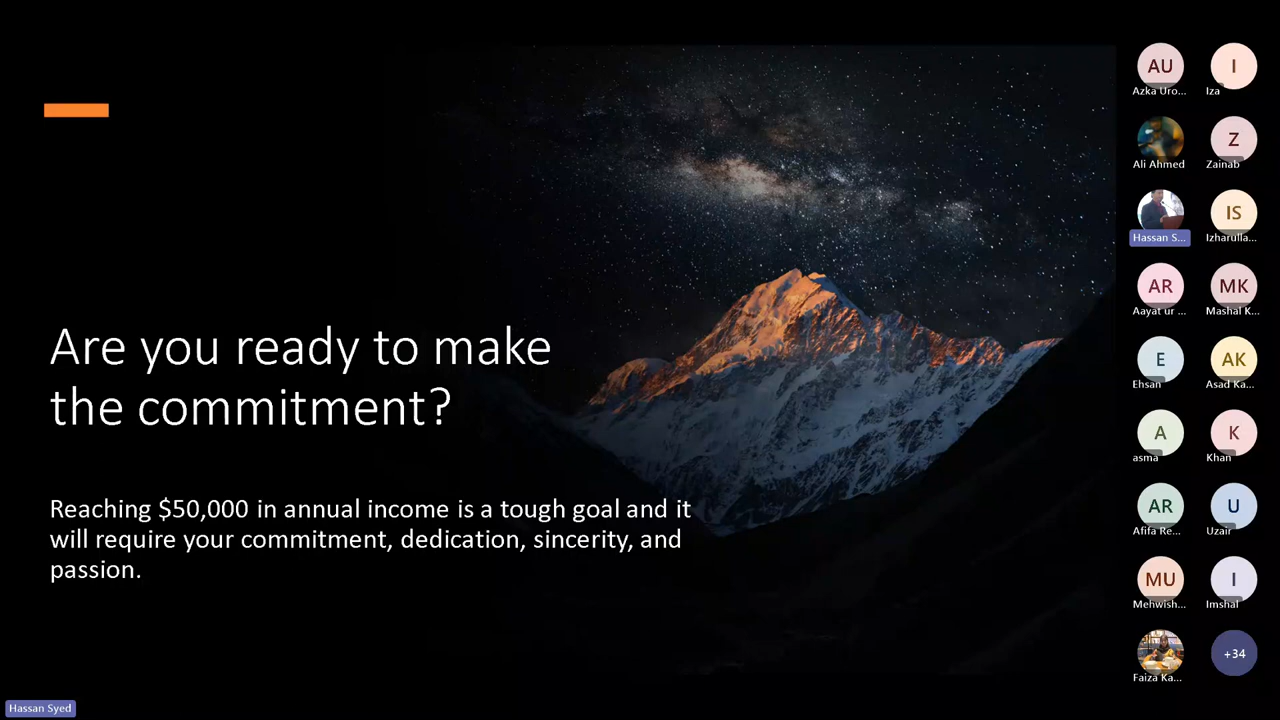 Are you ready to make
the commitment?
Reaching $50,000 in annual income is a tough goal and it
will require your commitment, dedication, sincerity, and
passion.
AU
Azka Uro...
I
Iza
Ali Ahmed
Z
Zainab
Hassan S...
IS
Izharulla...
AR
Aayat ur ...
MK
Mashal K...
E
Ehsan
AK
Asad Ka...
A
asma
K
Khan
AR
Afifa Re...
U
Uzair
MU
Mehwish...
I
Imshal
Faiza Ka...
+34
Hassan Syed